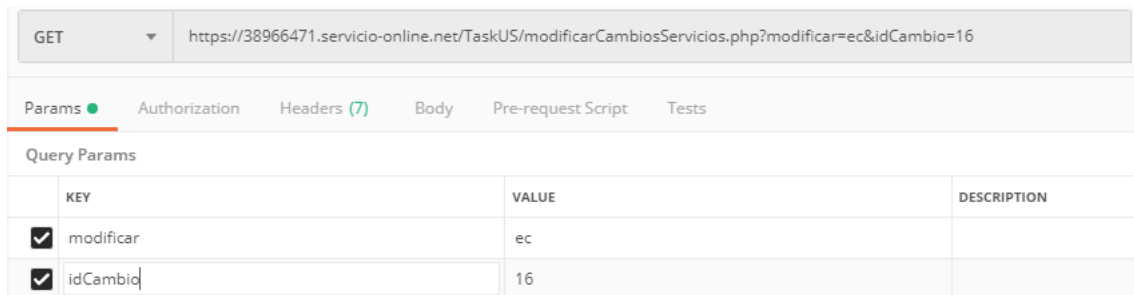 GET https://38966471.servicio-online.net/TaskUS/modificarCambiosServicios.php?modificar=ec&idCambio=16
Params Authorization Headers (7) Body Pre-request Script Tests
Query Params
KEY VALUE DESCRIPTION
modificar ec
idCambio 16